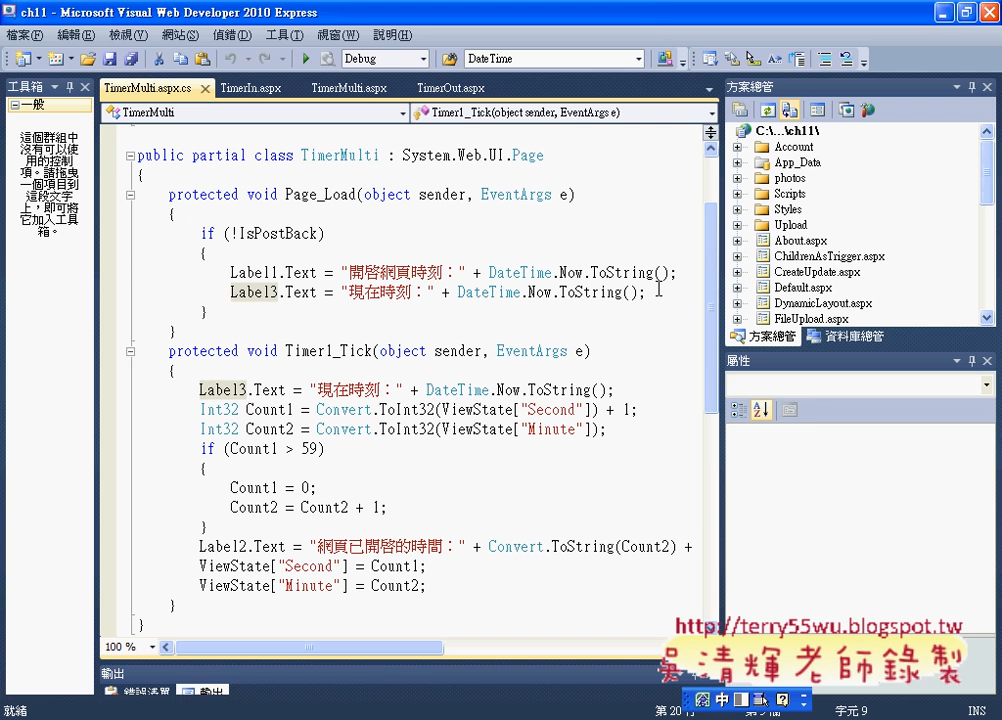 ch11 - Microsoft Visual Web Developer 2010 Express
檔案(F) 編輯(E) 檢視(V) 網站(S) 偵錯(D) 工具(T) 視窗(W) 說明(H)
Debug DateTime
工具箱
一般
這個群組中
沒有可以使
用的控制
項。請拖曳
一個項目到
這段文字
上，即可將
它加入工具
箱。
TimerMulti.aspx.cs TimerIn.aspx TimerMulti.aspx TimerOut.aspx
TimerMulti Timer1_Tick(object sender, EventArgs e)
public partial class TimerMulti : System.Web.UI.Page
{
protected void Page_Load(object sender, EventArgs e)
{
if (!IsPostBack)
{
Label1.Text = "開啟網頁時刻：" + DateTime.Now.ToString();
Label3.Text = "現在時刻：" + DateTime.Now.ToString();
}
}
protected void Timer1_Tick(object sender, EventArgs e)
{
Label3.Text = "現在時刻：" + DateTime.Now.ToString();
Int32 Count1 = Convert.ToInt32(ViewState["Second"]) + 1;
Int32 Count2 = Convert.ToInt32(ViewState["Minute"]);
if (Count1 > 59)
{
Count1 = 0;
Count2 = Count2 + 1;
}
Label2.Text = "網頁已開啟的時間：" + Convert.ToString(Count2) +
ViewState["Second"] = Count1;
ViewState["Minute"] = Count2;
}
}
100 %
輸出
錯誤清單 輸出
方案總管
C:\...\ch11\
Account
App_Data
photos
Scripts
Styles
Upload
About.aspx
ChildrenAsTrigger.aspx
CreateUpdate.aspx
Default.aspx
DynamicLayout.aspx
FileUpload.aspx
方案總管 資料庫總管
屬性
http://terry55wu.blogspot.tw
吳清輝老師錄製
中
就緒 第 20 行 字元 9 INS